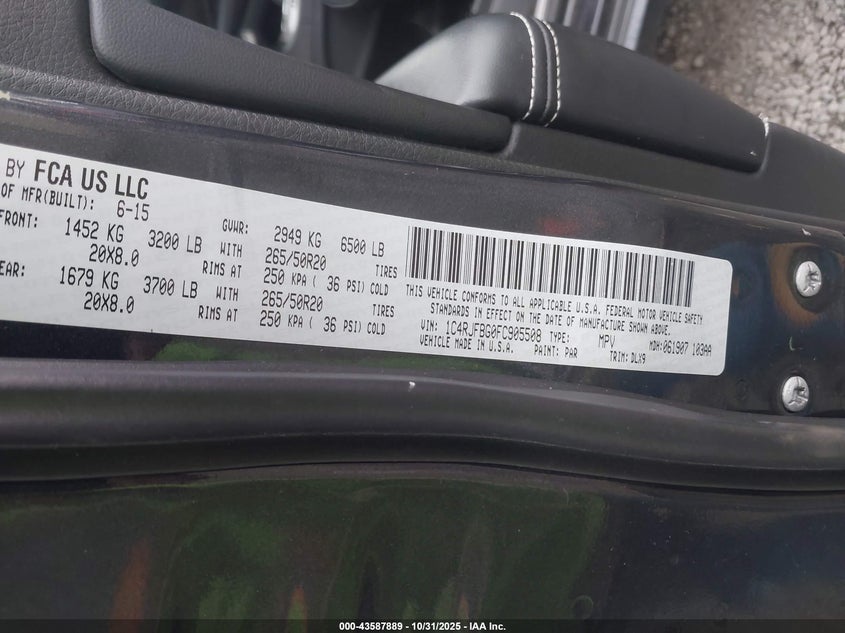 BY FCA US LLC
OF MFR(BUILT): 6-15
GVWR: 2949 KG 6500 LB
FRONT: 1452 KG 3200 LB WITH 265/50R20 TIRES
20X8.0 RIMS AT 250 KPA ( 36 PSI) COLD
EAR: 1679 KG 3700 LB WITH 265/50R20 TIRES
20X8.0 RIMS AT 250 KPA ( 36 PSI) COLD
THIS VEHICLE CONFORMS TO ALL APPLICABLE U.S.A. FEDERAL MOTOR VEHICLE SAFETY
STANDARDS IN EFFECT ON THE DATE OF MANUFACTURE SHOWN ABOVE.
VIN: 1C4RJFBG0FC905508 TYPE: MPV MDH:061907 103AA
VEHICLE MADE IN U.S.A. PAINT: PAR TRIM: DLX9
000-43587889 - 10/31/2025 - IAA Inc.